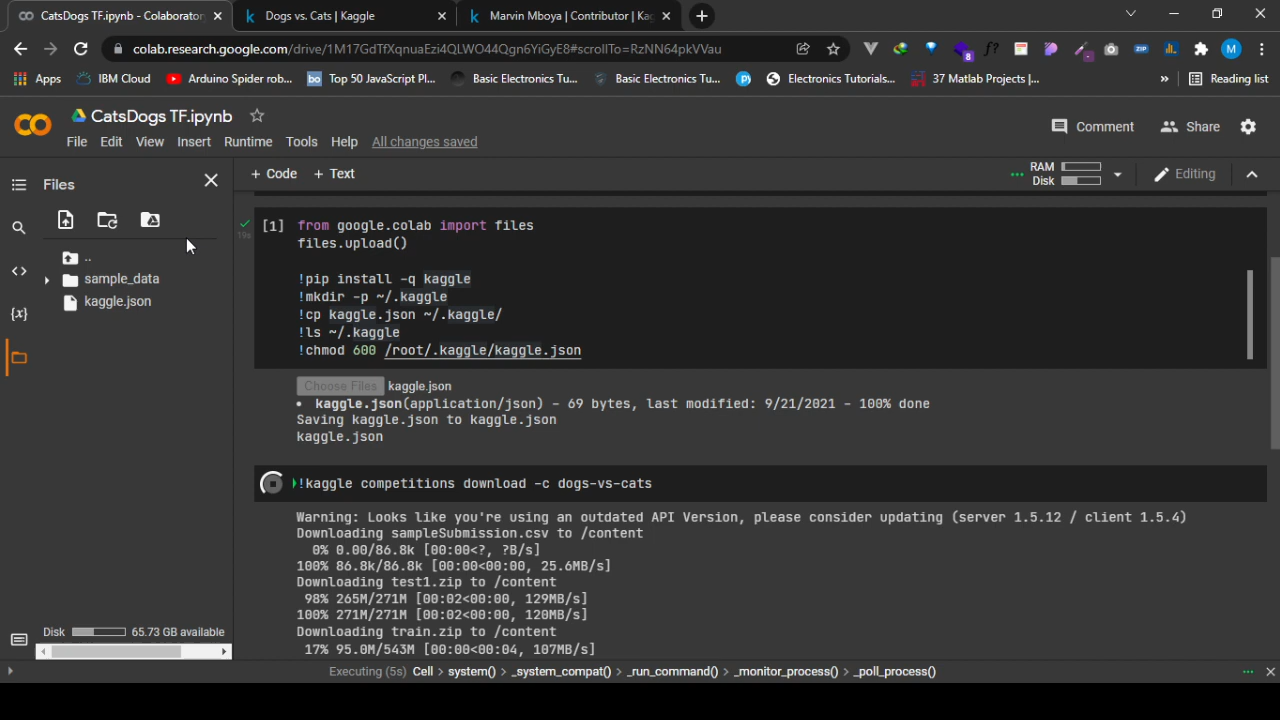 CatsDogs TF.ipynb - Colaborator
Dogs vs. Cats | Kaggle
Marvin Mboya | Contributor | Kag
colab.research.google.com/drive/1M17GdTfXqnuaEzi4QLWO44Qgn6YiGyE8#scrollTo=RzNN64pkVVau
8
ZIP
M
Apps
IBM Cloud
Arduino Spider rob...
Top 50 JavaScript Pl...
Basic Electronics Tu...
Basic Electronics Tu...
Electronics Tutorials...
37 Matlab Projects |...
»
Reading list
CatsDogs TF.ipynb
File Edit View Insert Runtime Tools Help All changes saved
Comment
Share
Files
+ Code + Text
RAM
Disk
Editing
..
sample_data
kaggle.json
[1] from google.colab import files
files.upload()
!pip install -q kaggle
!mkdir -p ~/.kaggle
!cp kaggle.json ~/.kaggle/
!ls ~/.kaggle
!chmod 600 /root/.kaggle/kaggle.json
19s
Choose Files kaggle.json
• kaggle.json(application/json) - 69 bytes, last modified: 9/21/2021 - 100% done
Saving kaggle.json to kaggle.json
kaggle.json
!kaggle competitions download -c dogs-vs-cats
Warning: Looks like you're using an outdated API Version, please consider updating (server 1.5.12 / client 1.5.4)
Downloading sampleSubmission.csv to /content
0% 0.00/86.8k [00:00<?, ?B/s]
100% 86.8k/86.8k [00:00<00:00, 25.6MB/s]
Downloading test1.zip to /content
98% 265M/271M [00:02<00:00, 129MB/s]
100% 271M/271M [00:02<00:00, 120MB/s]
Downloading train.zip to /content
17% 95.0M/543M [00:00<00:04, 107MB/s]
Disk 65.73 GB available
Executing (5s) Cell > system() > _system_compat() > _run_command() > _monitor_process() > _poll_process()